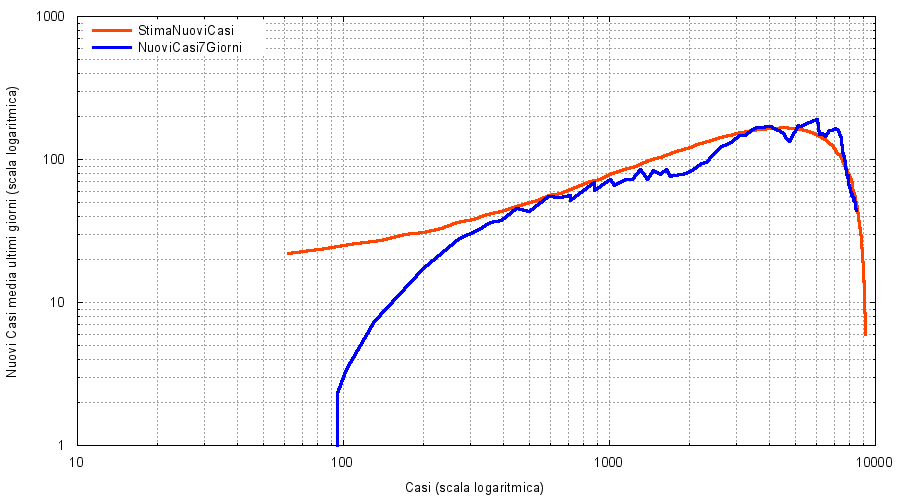 1000
StimaNuoviCasi
NuoviCasi7Giorni
100
10
1
Nuovi Casi media ultimi giorni (scala logaritmica)
10 100 1000 10000
Casi (scala logaritmica)